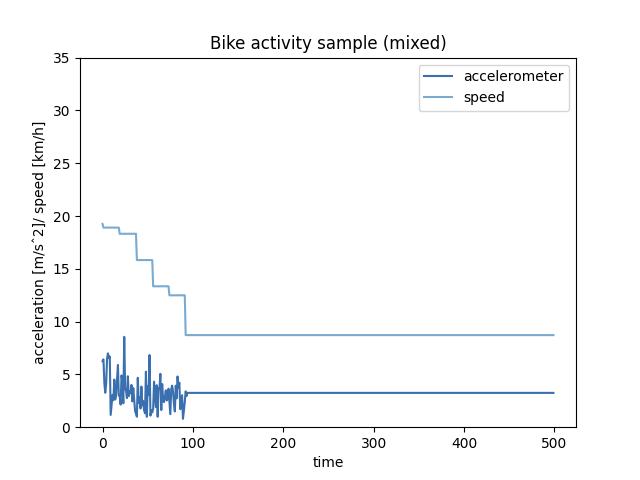 Bike activity sample (mixed)
35
30
25
20
15
10
5
0
acceleration [m/s^2]/ speed [km/h]
accelerometer
speed
0 100 200 300 400 500
time